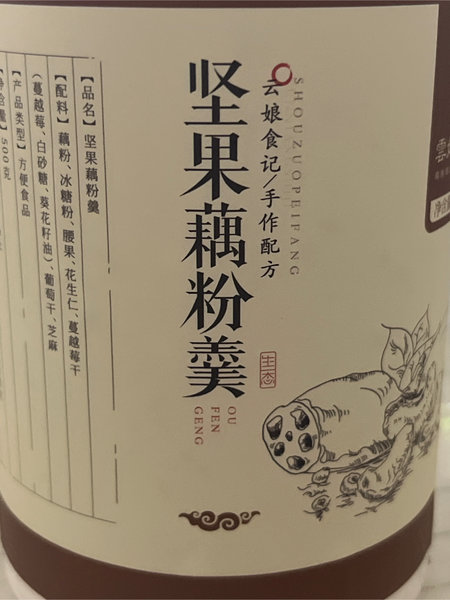 云娘食记/手作配方
SHOUZUOPEIFANG
坚果藕粉羹
OU
FEN
GENG
生态
【品名】坚果藕粉羹
【配料】藕粉、冰糖粉、腰果、花生仁、蔓越莓干
（蔓越莓、白砂糖、葵花籽油）、葡萄干、芝麻
【产品类型】方便食品
【净含量】500克